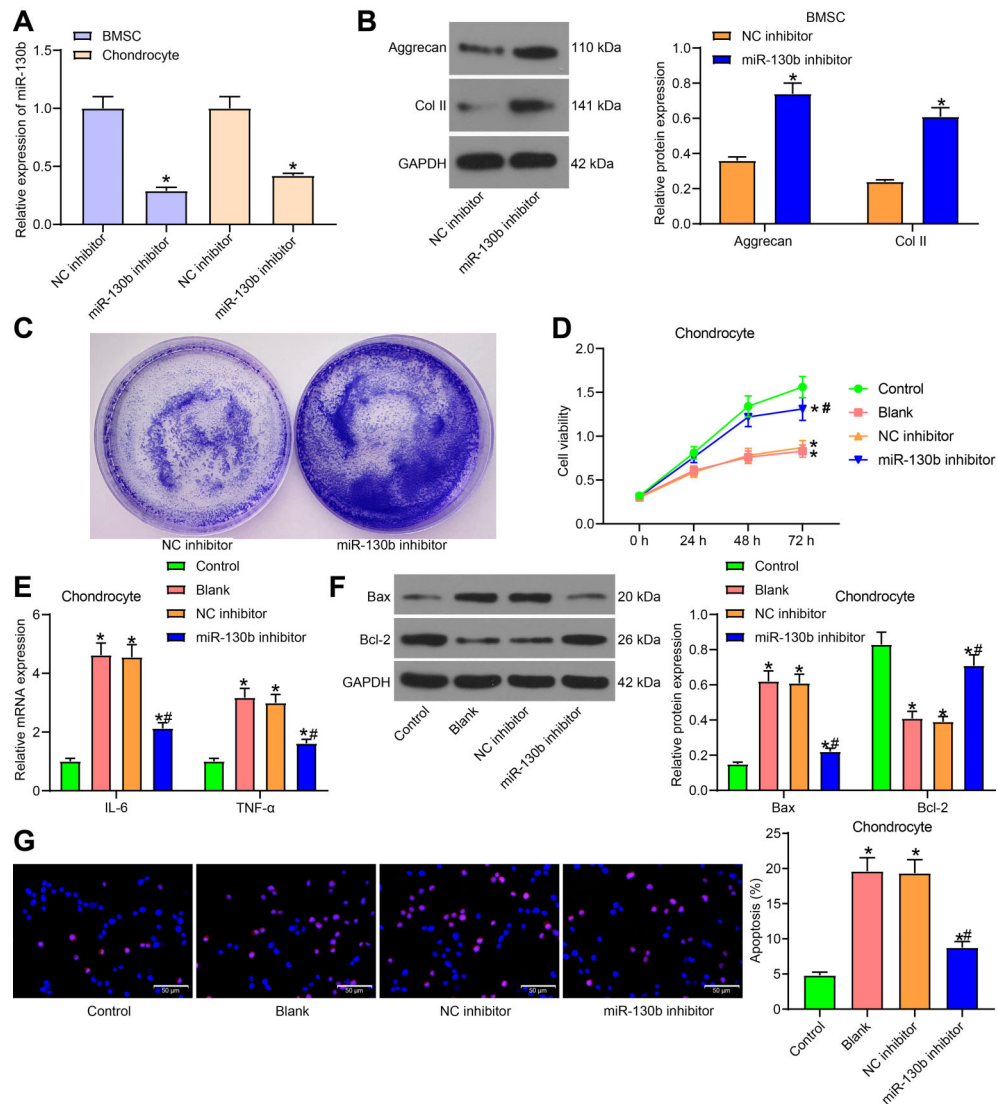 A
BMSC
Chondrocyte
Relative expression of miR-130b
1.5
1.0
0.5
0.0
NC inhibitor
miR-130b inhibitor
NC inhibitor
miR-130b inhibitor
*
*
B
Aggrecan
110 kDa
Col II
141 kDa
GAPDH
42 kDa
NC inhibitor
miR-130b inhibitor
BMSC
NC inhibitor
miR-130b inhibitor
Relative protein expression
1.0
0.8
0.6
0.4
0.2
0.0
*
*
Aggrecan
Col II
C
NC inhibitor
miR-130b inhibitor
D
Chondrocyte
Cell viability
2.0
1.5
1.0
0.5
0.0
0 h
24 h
48 h
72 h
* #
*
*
Control
Blank
NC inhibitor
miR-130b inhibitor
E
Chondrocyte
Control
Blank
NC inhibitor
miR-130b inhibitor
Relative mRNA expression
6
4
2
0
*
*
*#
*
*
*#
IL-6
TNF-α
F
Bax
20 kDa
Bcl-2
26 kDa
GAPDH
42 kDa
Control
Blank
NC inhibitor
miR-130b inhibitor
Control
Blank
NC inhibitor
miR-130b inhibitor
Chondrocyte
Relative protein expression
1.0
0.8
0.6
0.4
0.2
0.0
*
*
*#
*
*
*#
Bax
Bcl-2
G
50 μm
50 μm
50 μm
50 μm
Control
Blank
NC inhibitor
miR-130b inhibitor
Chondrocyte
Apoptosis (%)
25
20
15
10
5
0
*
*
*#
Control
Blank
NC inhibitor
miR-130b inhibitor